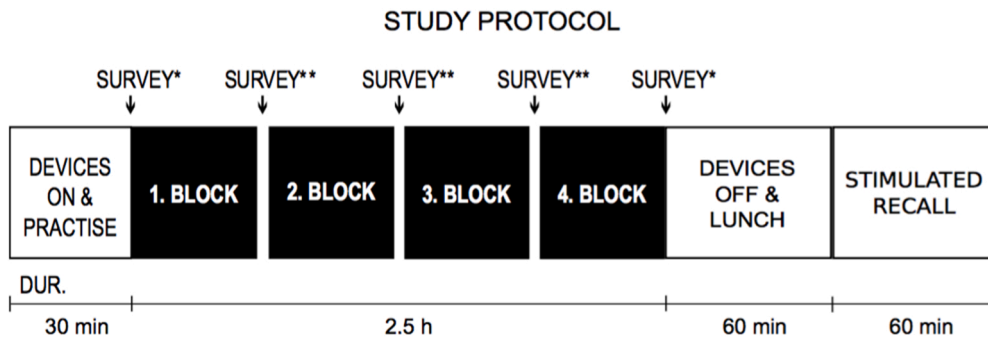 STUDY PROTOCOL
SURVEY* SURVEY** SURVEY** SURVEY** SURVEY*
DEVICES
ON &
PRACTISE
1. BLOCK
2. BLOCK
3. BLOCK
4. BLOCK
DEVICES
OFF &
LUNCH
STIMULATED
RECALL
DUR.
30 min 2.5 h 60 min 60 min